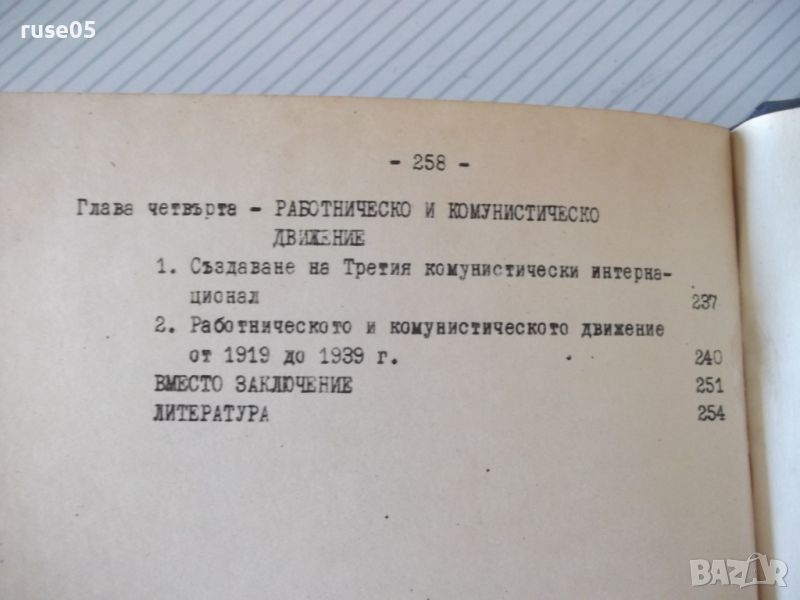 ruse05
- 258 -
Глава четвърта - РАБОТНИЧЕСКО И КОМУНИСТИЧЕСКО
ДВИЖЕНИЕ
1. Създаване на Третия комунистически интерна-
ционал 237
2. Работническото и комунистическото движение
от 1919 до 1939 г. 240
ВМЕСТО ЗАКЛЮЧЕНИЕ 251
ЛИТЕРАТУРА 254
BAZAR